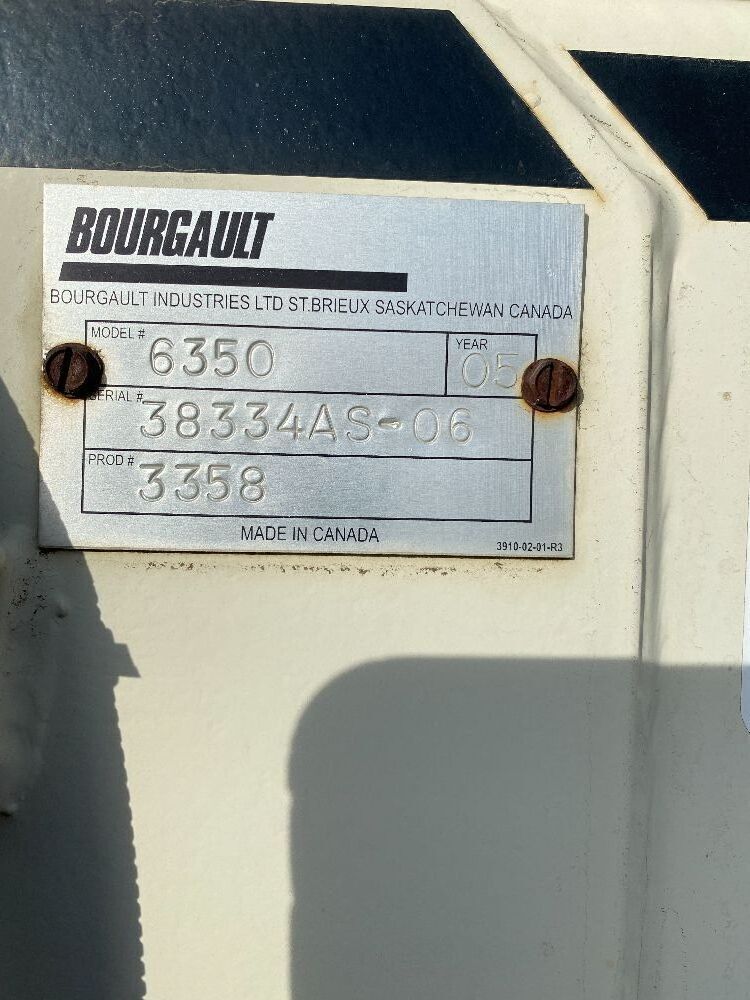 BOURGAULT
BOURGAULT INDUSTRIES LTD ST.BRIEUX SASKATCHEWAN CANADA
MODEL # 6350 YEAR 05
SERIAL # 38334AS-06
PROD # 3358
MADE IN CANADA
3910-02-01-R3